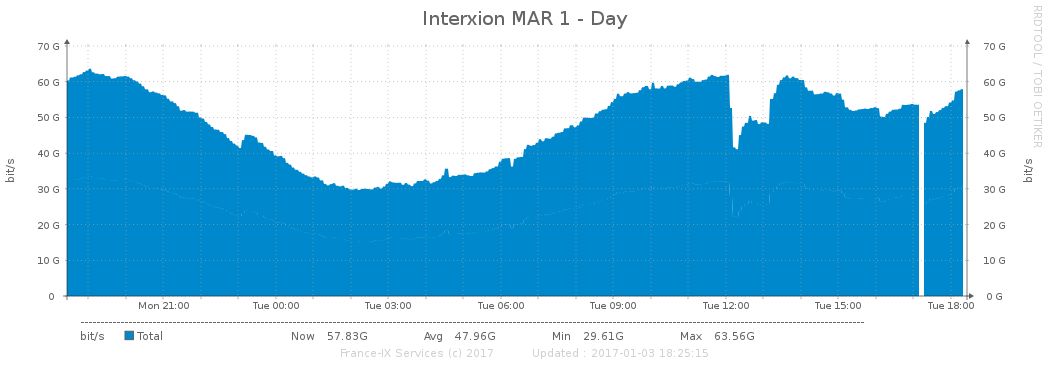 Interxion MAR 1 - Day
RRDTOOL / TOBI OETIKER
bit/s
bit/s
70 G 70 G
60 G 60 G
50 G 50 G
40 G 40 G
30 G 30 G
20 G 20 G
10 G 10 G
0 0 G
Mon 21:00 Tue 00:00 Tue 03:00 Tue 06:00 Tue 09:00 Tue 12:00 Tue 15:00 Tue 18:00
bit/s Total Now 57.83G Avg 47.96G Min 29.61G Max 63.56G
France-IX Services (c) 2017 Updated : 2017-01-03 18:25:15